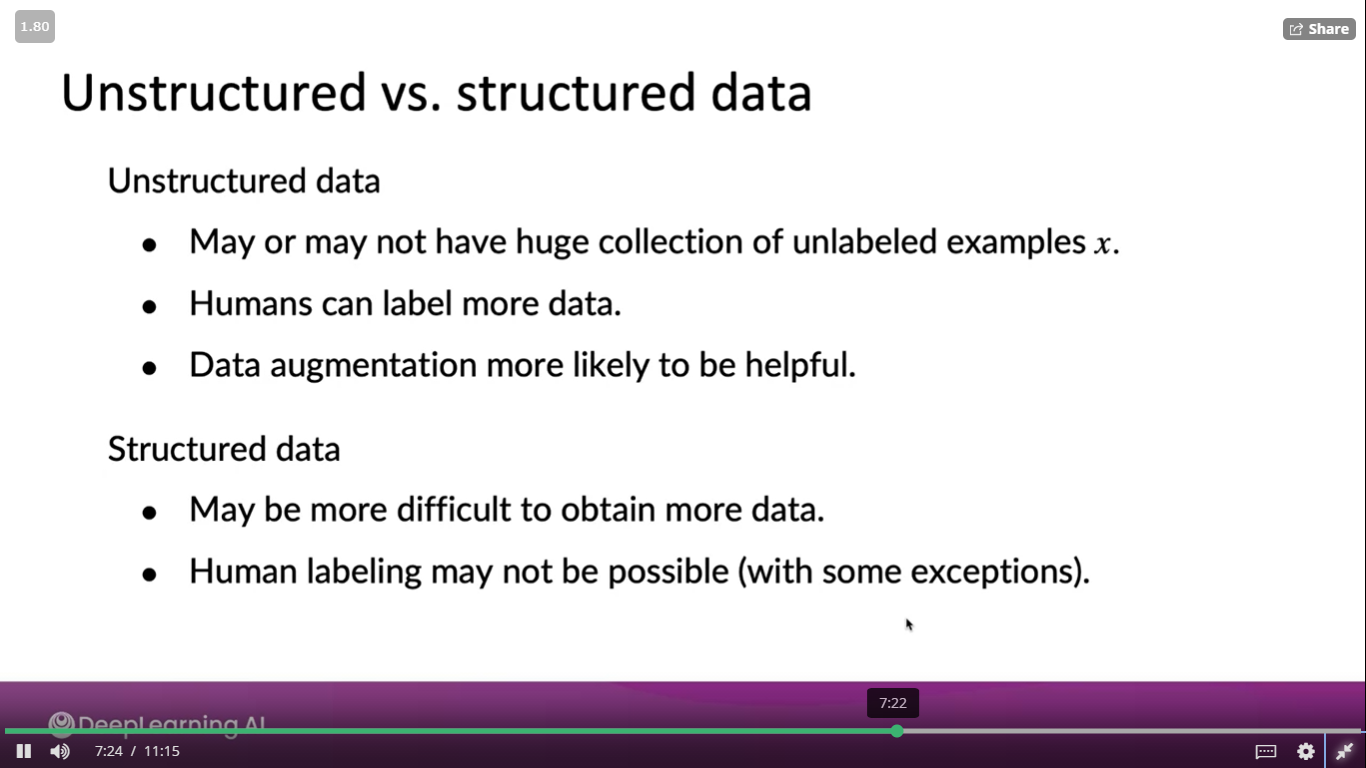 1.80
Share
Unstructured vs. structured data
Unstructured data
● May or may not have huge collection of unlabeled examples x.
● Humans can label more data.
● Data augmentation more likely to be helpful.
Structured data
● May be more difficult to obtain more data.
● Human labeling may not be possible (with some exceptions).
7:22
DeepLearning.AI
7:24 / 11:15